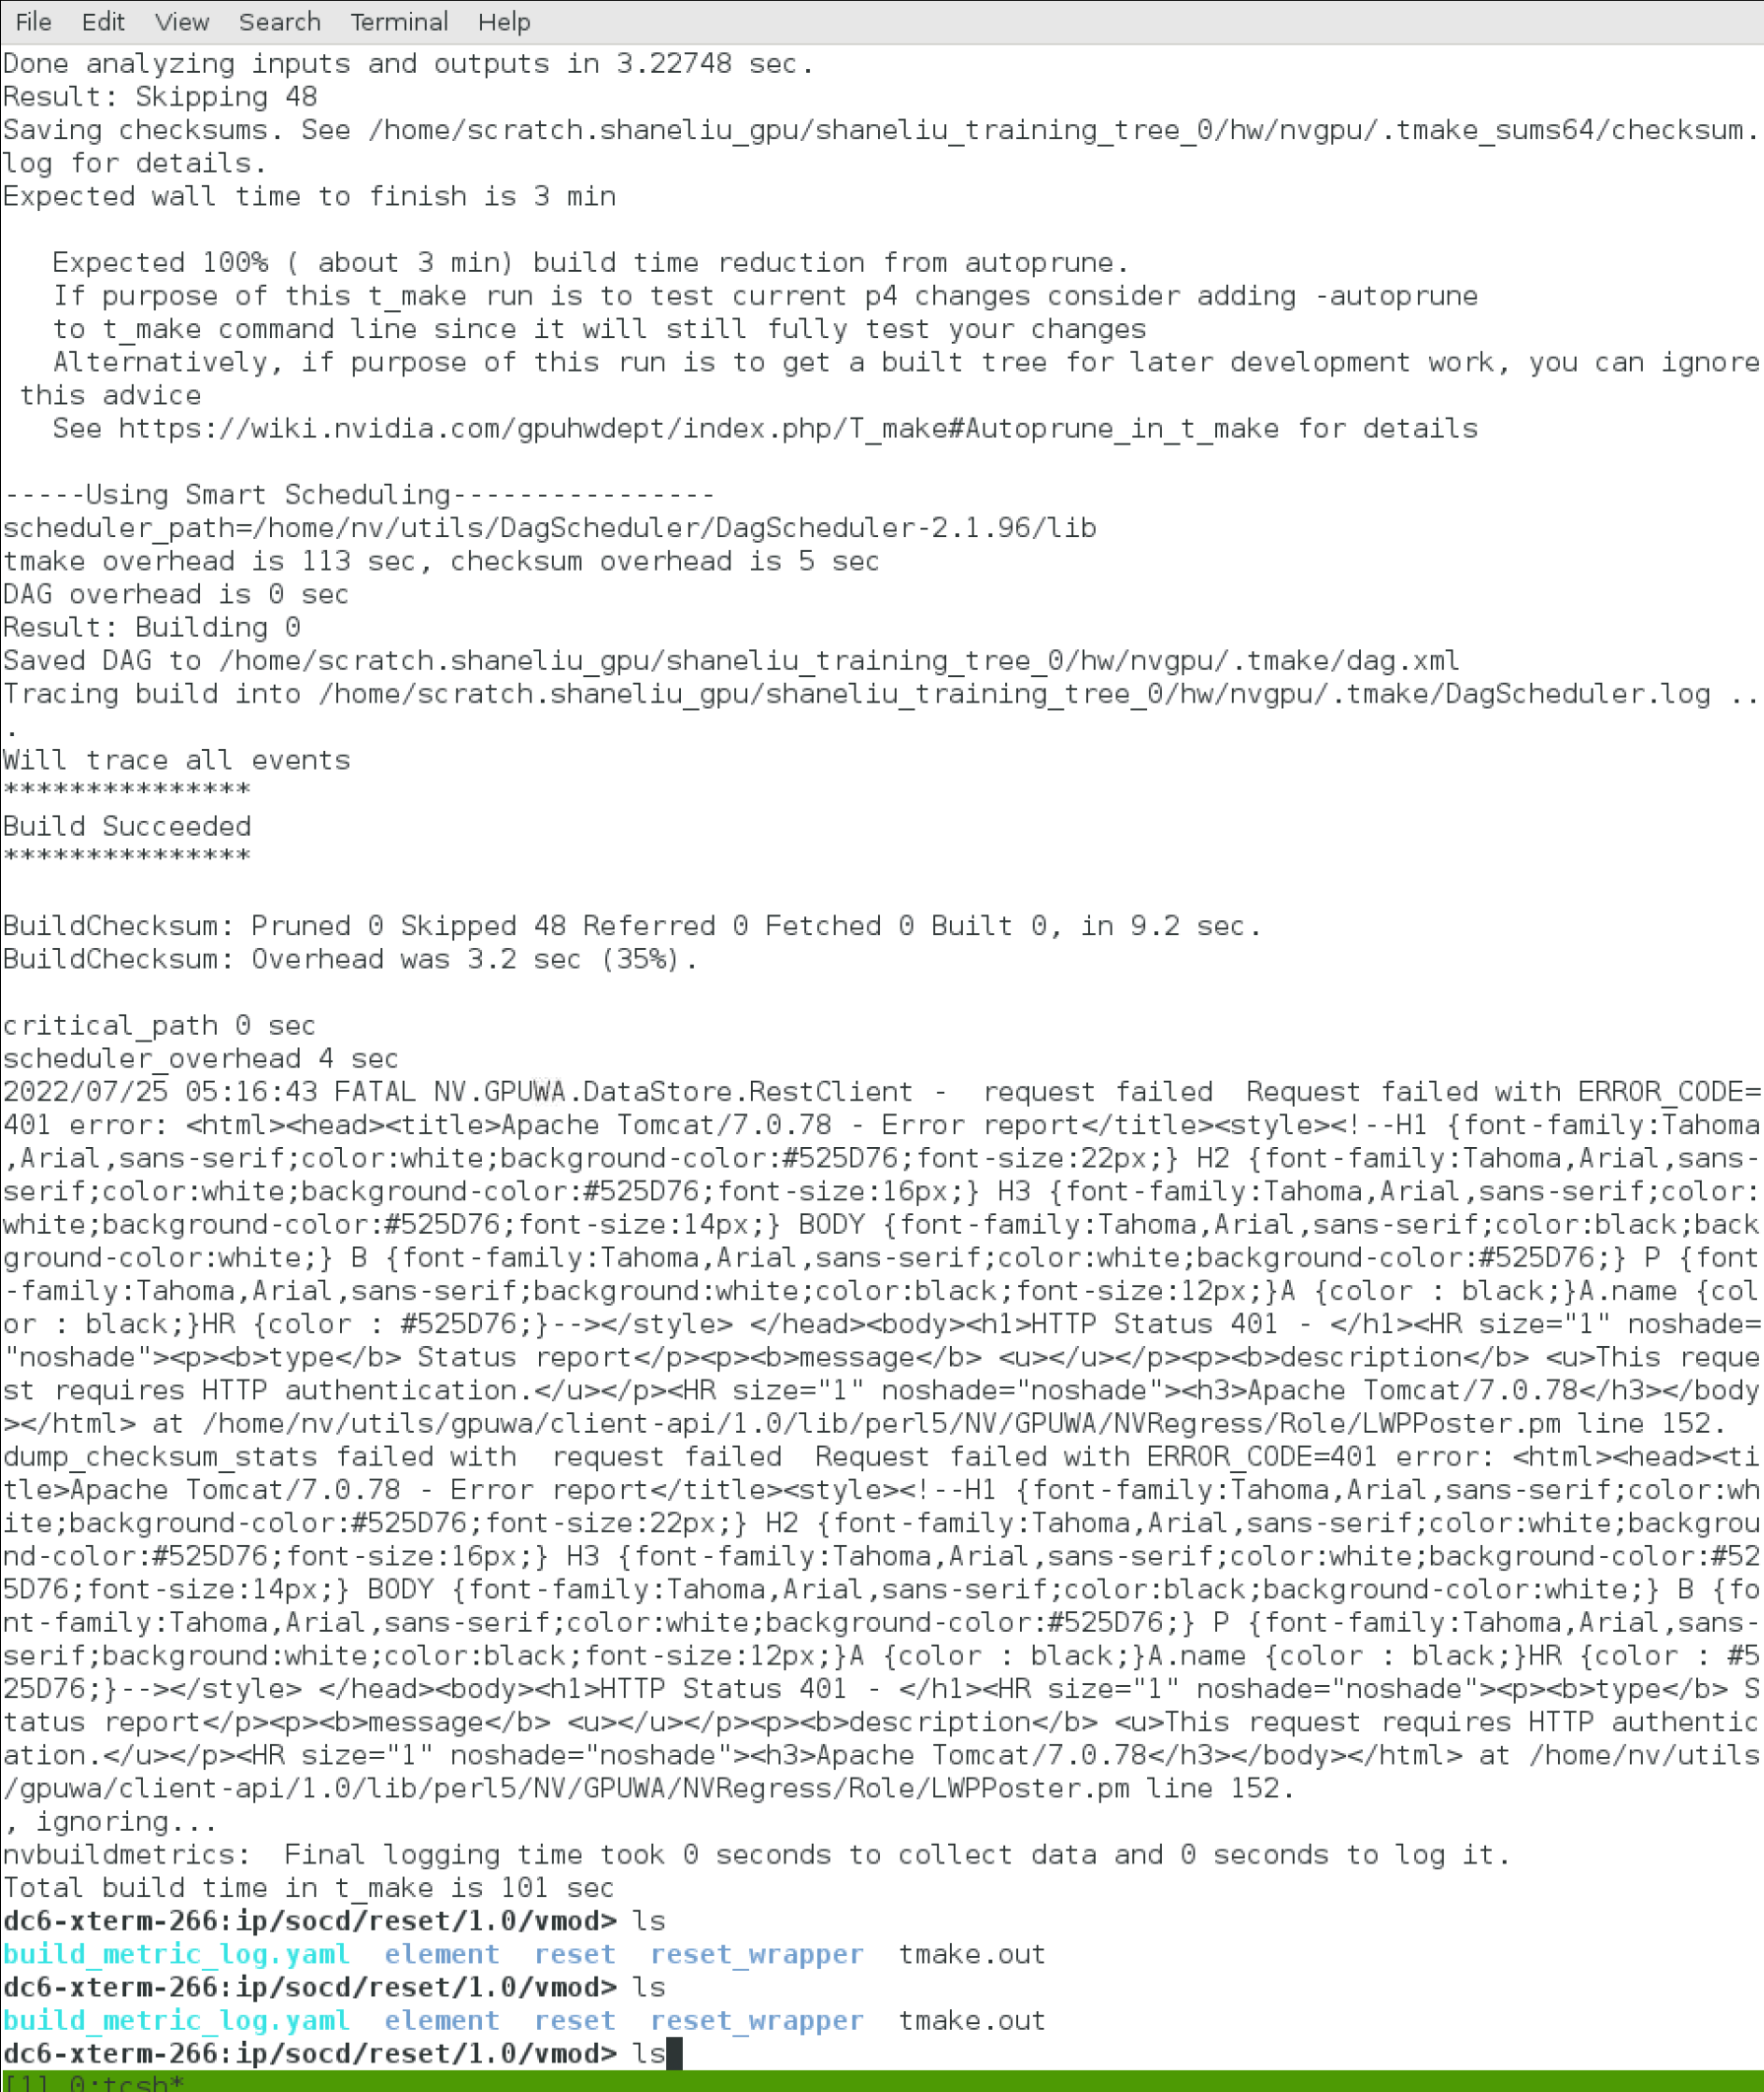 File Edit View Search Terminal Help
Done analyzing inputs and outputs in 3.22748 sec.
Result: Skipping 48
Saving checksums. See /home/scratch.shaneliu_gpu/shaneliu_training_tree_0/hw/nvgpu/.tmake_sums64/checksum.
log for details.
Expected wall time to finish is 3 min
   Expected 100% ( about 3 min) build time reduction from autoprune.
   If purpose of this t_make run is to test current p4 changes consider adding -autoprune
   to t_make command line since it will still fully test your changes
   Alternatively, if purpose of this run is to get a built tree for later development work, you can ignore
 this advice
   See https://wiki.nvidia.com/gpuhwdept/index.php/T_make#Autoprune_in_t_make for details
-----Using Smart Scheduling----------------
scheduler_path=/home/nv/utils/DagScheduler/DagScheduler-2.1.96/lib
tmake overhead is 113 sec, checksum overhead is 5 sec
DAG overhead is 0 sec
Result: Building 0
Saved DAG to /home/scratch.shaneliu_gpu/shaneliu_training_tree_0/hw/nvgpu/.tmake/dag.xml
Tracing build into /home/scratch.shaneliu_gpu/shaneliu_training_tree_0/hw/nvgpu/.tmake/DagScheduler.log ..
.
Will trace all events
***************
Build Succeeded
***************
BuildChecksum: Pruned 0 Skipped 48 Referred 0 Fetched 0 Built 0, in 9.2 sec.
BuildChecksum: Overhead was 3.2 sec (35%).
critical_path 0 sec
scheduler_overhead 4 sec
2022/07/25 05:16:43 FATAL NV.GPUWA.DataStore.RestClient -  request failed  Request failed with ERROR_CODE=
401 error: <html><head><title>Apache Tomcat/7.0.78 - Error report</title><style><!--H1 {font-family:Tahoma
,Arial,sans-serif;color:white;background-color:#525D76;font-size:22px;} H2 {font-family:Tahoma,Arial,sans-
serif;color:white;background-color:#525D76;font-size:16px;} H3 {font-family:Tahoma,Arial,sans-serif;color:
white;background-color:#525D76;font-size:14px;} BODY {font-family:Tahoma,Arial,sans-serif;color:black;back
ground-color:white;} B {font-family:Tahoma,Arial,sans-serif;color:white;background-color:#525D76;} P {font
-family:Tahoma,Arial,sans-serif;background:white;color:black;font-size:12px;}A {color : black;}A.name {col
or : black;}HR {color : #525D76;}--></style> </head><body><h1>HTTP Status 401 - </h1><HR size="1" noshade=
"noshade"><p><b>type</b> Status report</p><p><b>message</b> <u></u></p><p><b>description</b> <u>This reque
st requires HTTP authentication.</u></p><HR size="1" noshade="noshade"><h3>Apache Tomcat/7.0.78</h3></body
></html> at /home/nv/utils/gpuwa/client-api/1.0/lib/perl5/NV/GPUWA/NVRegress/Role/LWPPoster.pm line 152.
dump_checksum_stats failed with  request failed  Request failed with ERROR_CODE=401 error: <html><head><ti
tle>Apache Tomcat/7.0.78 - Error report</title><style><!--H1 {font-family:Tahoma,Arial,sans-serif;color:wh
ite;background-color:#525D76;font-size:22px;} H2 {font-family:Tahoma,Arial,sans-serif;color:white;backgrou
nd-color:#525D76;font-size:16px;} H3 {font-family:Tahoma,Arial,sans-serif;color:white;background-color:#52
5D76;font-size:14px;} BODY {font-family:Tahoma,Arial,sans-serif;color:black;background-color:white;} B {fo
nt-family:Tahoma,Arial,sans-serif;color:white;background-color:#525D76;} P {font-family:Tahoma,Arial,sans-
serif;background:white;color:black;font-size:12px;}A {color : black;}A.name {color : black;}HR {color : #5
25D76;}--></style> </head><body><h1>HTTP Status 401 - </h1><HR size="1" noshade="noshade"><p><b>type</b> S
tatus report</p><p><b>message</b> <u></u></p><p><b>description</b> <u>This request requires HTTP authentic
ation.</u></p><HR size="1" noshade="noshade"><h3>Apache Tomcat/7.0.78</h3></body></html> at /home/nv/utils
/gpuwa/client-api/1.0/lib/perl5/NV/GPUWA/NVRegress/Role/LWPPoster.pm line 152.
, ignoring...
nvbuildmetrics:  Final logging time took 0 seconds to collect data and 0 seconds to log it.
Total build time in t_make is 101 sec
dc6-xterm-266:ip/socd/reset/1.0/vmod> ls
build_metric_log.yaml  element  reset  reset_wrapper  tmake.out
dc6-xterm-266:ip/socd/reset/1.0/vmod> ls
build_metric_log.yaml  element  reset  reset_wrapper  tmake.out
dc6-xterm-266:ip/socd/reset/1.0/vmod> ls
[1] 0:tcsh*